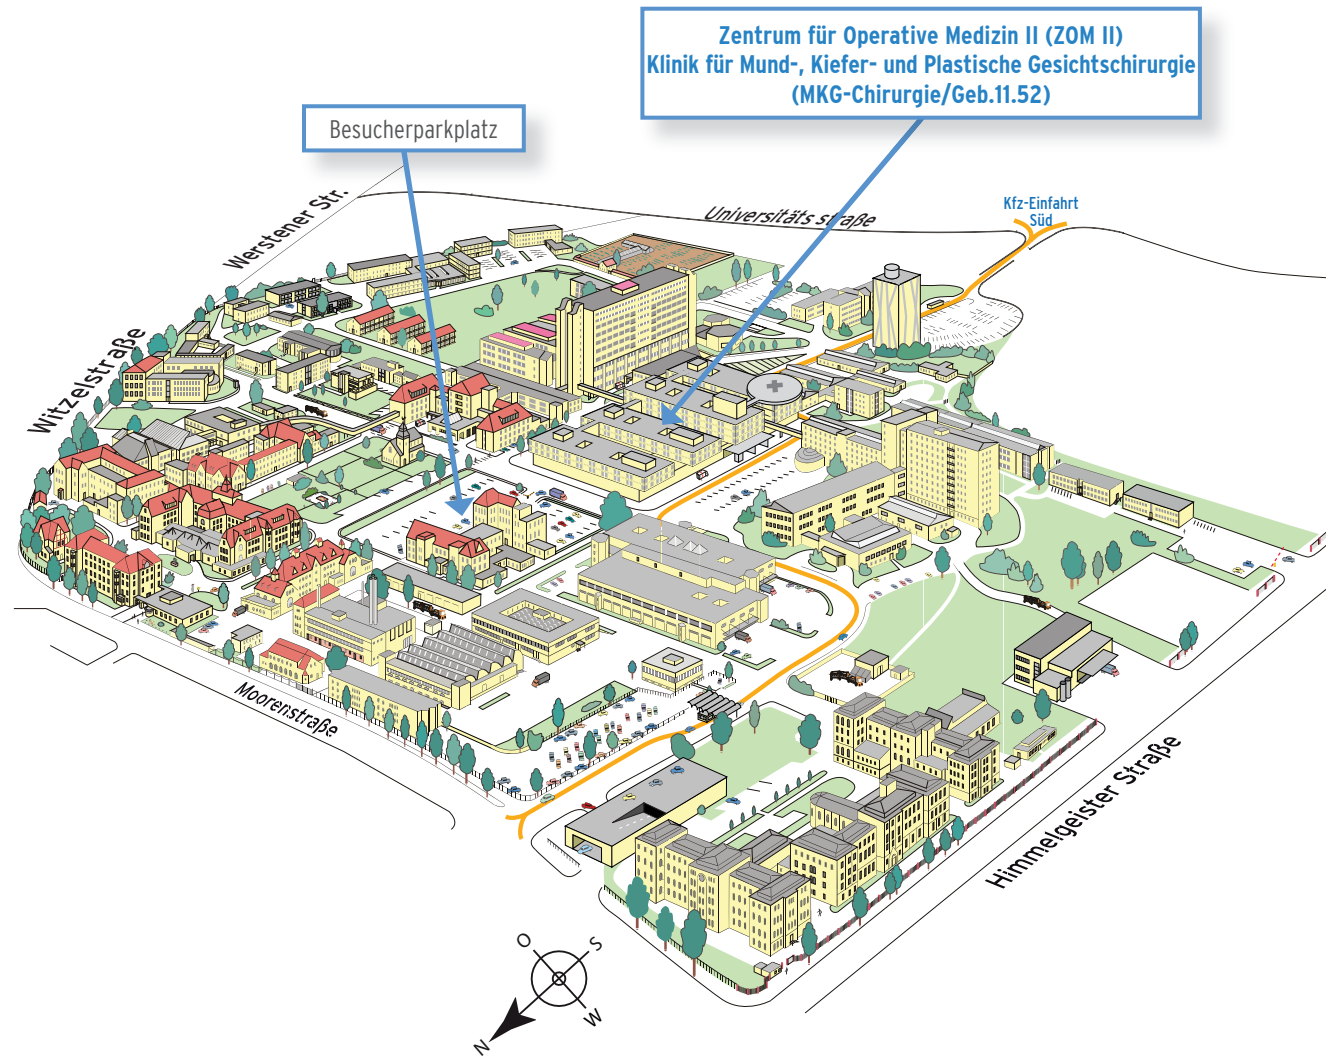 Zentrum für Operative Medizin II (ZOM II)
Klinik für Mund-, Kiefer- und Plastische Gesichtschirurgie
(MKG-Chirurgie/Geb.11.52)
Besucherparkplatz
Werstener Str.
Universitäts straße
Kfz-Einfahrt
Süd
Witzelstraße
Moorenstraße
Himmelgeister Straße
O
S
N
W